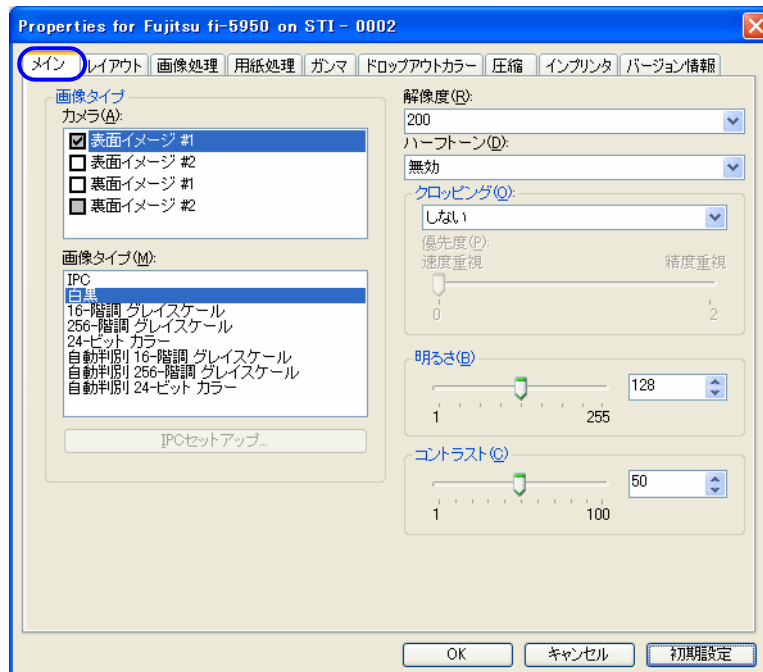 Properties for Fujitsu fi-5950 on STI - 0002
メイン レイアウト 画像処理 用紙処理 ガンマ ドロップアウトカラー 圧縮 インプリンタ バージョン情報
画像タイプ
カメラ(A):
表面イメージ #1
表面イメージ #2
裏面イメージ #1
裏面イメージ #2
画像タイプ(M):
IPC
白黒
16-階調 グレイスケール
256-階調 グレイスケール
24-ビット カラー
自動判別 16-階調 グレイスケール
自動判別 256-階調 グレイスケール
自動判別 24-ビット カラー
IPCセットアップ...
解像度(R):
200
ハーフトーン(D):
無効
クロッピング(O):
しない
優先度(P):
速度重視 精度重視
0 2
明るさ(B)
128
1 255
コントラスト(C)
50
1 100
OK キャンセル 初期設定